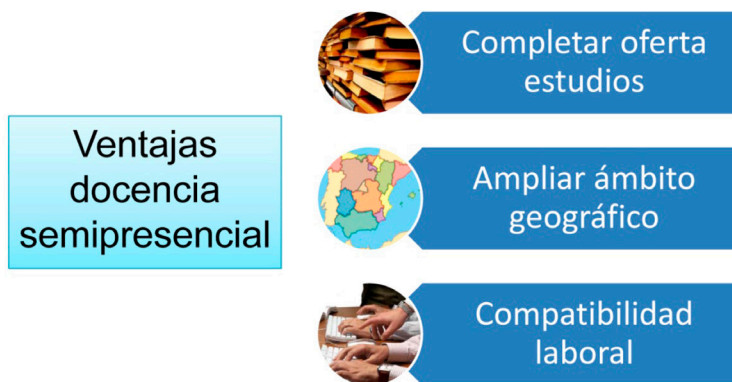 Ventajas
docencia
semipresencial
Completar oferta
estudios
Ampliar ámbito
geográfico
Compatibilidad
laboral